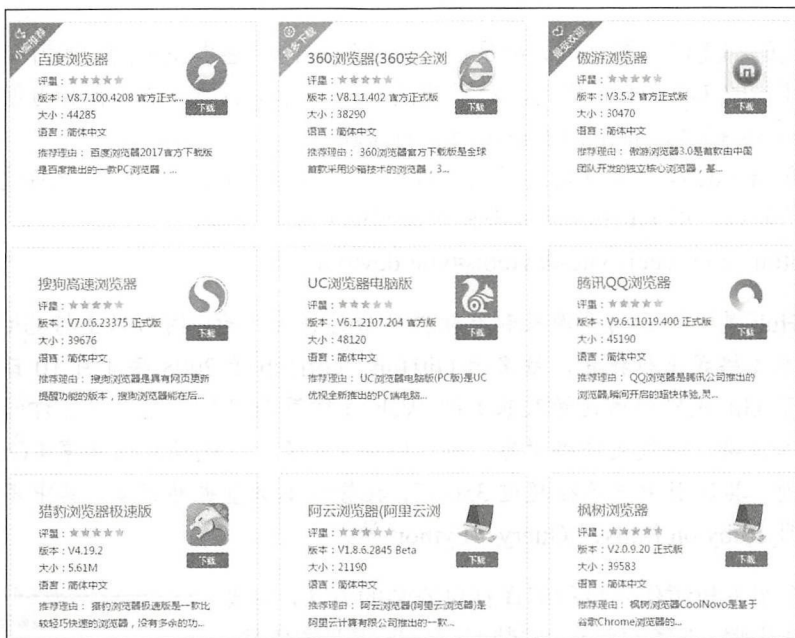 小编推荐
百度浏览器
评星：★★★★★
版本：V8.7.100.4208 官方正式...
大小：44285
语言：简体中文
下载
推荐理由： 百度浏览器2017官方下载版
是百度推出的一款PC浏览器，...
最多下载
360浏览器(360安全浏
评星：★★★★★
版本：V8.1.1.402 官方正式版
大小：38290
语言：简体中文
下载
推荐理由： 360浏览器官方下载版是全球
首款采用沙箱技术的浏览器，3...
最受欢迎
傲游浏览器
评星：★★★★★
版本：V3.5.2 官方正式版
大小：30470
语言：简体中文
下载
推荐理由： 傲游浏览器3.0是首款由中国
团队开发的独立核心浏览器，基...
搜狗高速浏览器
评星：★★★★★
版本：V7.0.6.23375 正式版
大小：39676
语言：简体中文
下载
推荐理由： 搜狗浏览器是具有网页更新
提醒功能的版本，搜狗浏览器能在后...
UC浏览器电脑版
评星：★★★★★
版本：V6.1.2107.204 官方版
大小：48120
语言：简体中文
下载
推荐理由： UC浏览器电脑版(PC版)是UC
优视全新推出的PC端电脑...
腾讯QQ浏览器
评星：★★★★★
版本：V9.6.11019.400 正式版
大小：45190
语言：简体中文
下载
推荐理由： QQ浏览器是腾讯公司推出的
浏览器,瞬间开启的超快体验,灵...
猎豹浏览器极速版
评星：★★★★★
版本：V4.19.2
大小：5.61M
语言：简体中文
下载
推荐理由： 猎豹浏览器极速版是一款比
较轻巧快速的浏览器，没有多余的功...
阿云浏览器(阿里云浏
评星：★★★★★
版本：V1.8.6.2845 Beta
大小：21190
语言：简体中文
下载
推荐理由： 阿云浏览器(阿里云浏览器)是
阿里云计算有限公司推出的一款...
枫树浏览器
评星：★★★★★
版本：V2.0.9.20 正式版
大小：39583
语言：简体中文
下载
推荐理由： 枫树浏览器CoolNovo是基于
谷歌Chrome浏览器的...